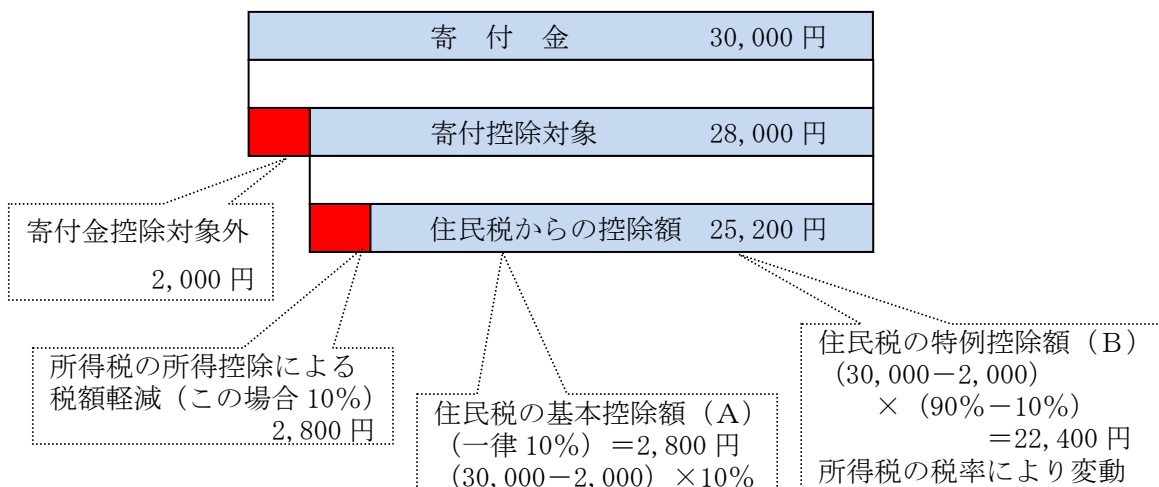 寄 付 金 30,000 円
寄付控除対象 28,000 円
住民税からの控除額 25,200 円
寄付金控除対象外
2,000 円
所得税の所得控除による
税額軽減（この場合 10%）
2,800 円
住民税の基本控除額（A）
（一律 10%）＝2,800 円
（30,000－2,000）×10%
住民税の特例控除額（B）
（30,000－2,000）
×（90%－10%）
＝22,400 円
所得税の税率により変動